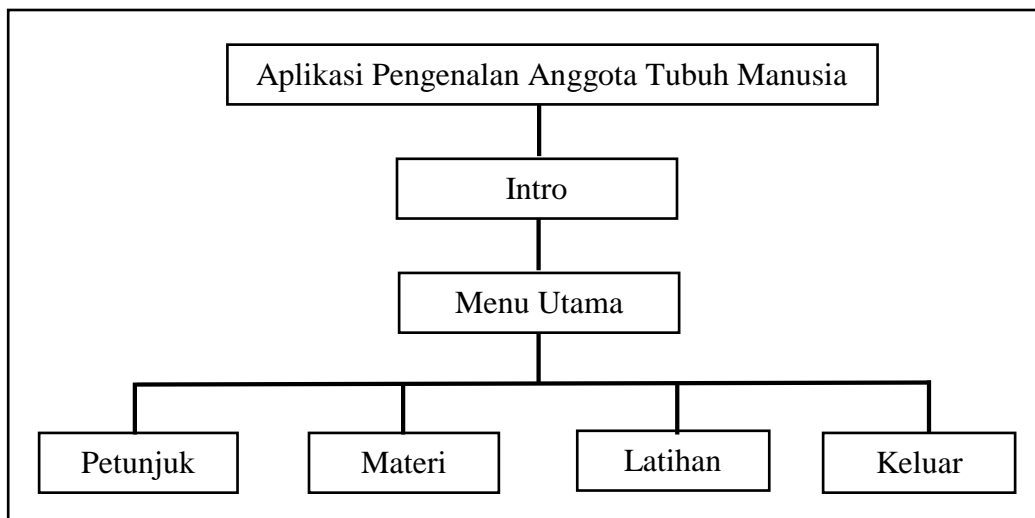 Aplikasi Pengenalan Anggota Tubuh Manusia
Intro
Menu Utama
Petunjuk
Materi
Latihan
Keluar